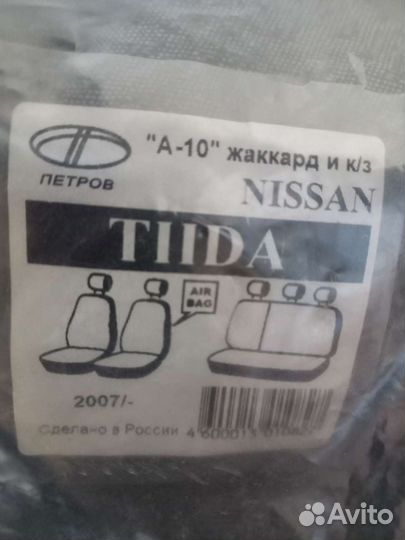 "А-10" жаккард и к/з
ПЕТРОВ
NISSAN
TIIDA
AIR
BAG
2007/-
Сделано в России
Avito